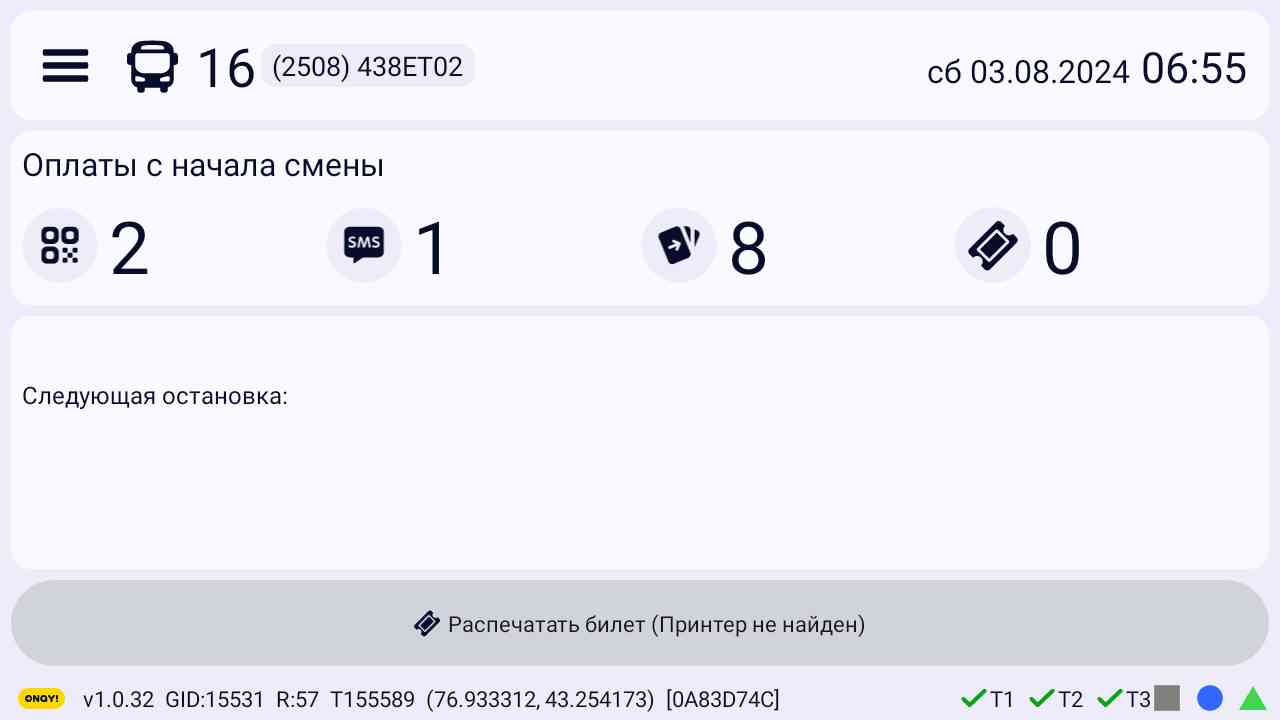 16 (2508) 438ET02 сб 03.08.2024 06:55
Оплаты с начала смены
2 SMS 1 8 0
Следующая остановка:
Распечатать билет (Принтер не найден)
ONAY! v1.0.32 GID:15531 R:57 T155589 (76.933312, 43.254173) [0A83D74C] T1 T2 T3